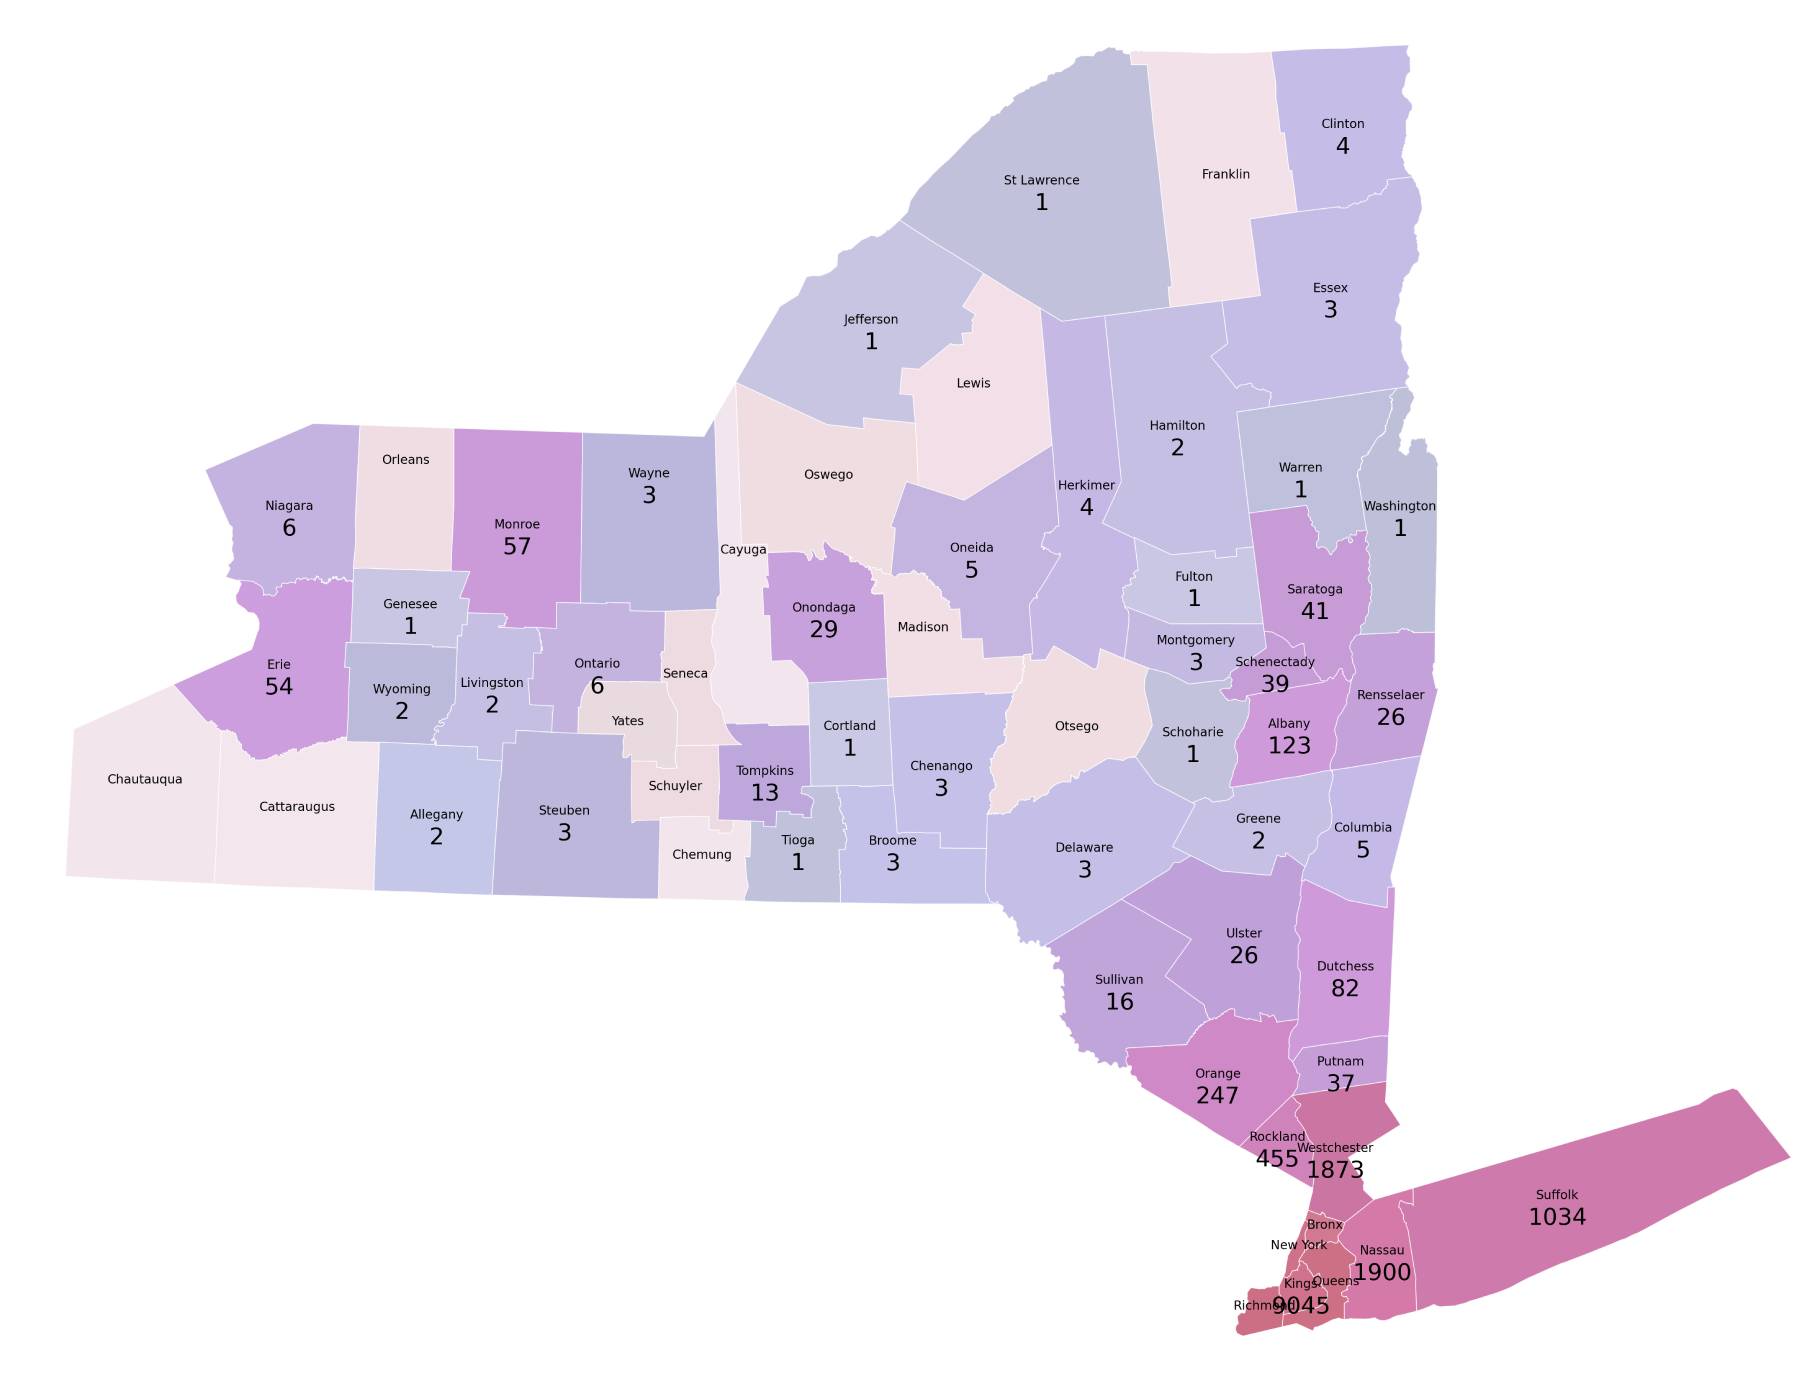 Clinton
4
Franklin
St Lawrence
1
Essex
3
Jefferson
1
Lewis
Hamilton
2
Herkimer
4
Warren
1
Washington
1
Orleans
Niagara
6
Monroe
57
Wayne
3
Oswego
Cayuga
Oneida
5
Fulton
1
Saratoga
41
Genesee
1
Onondaga
29
Madison
Montgomery
3
Schenectady
39
Erie
54
Wyoming
2
Livingston
2
Ontario
6
Seneca
Yates
Cortland
1
Otsego
Schoharie
1
Albany
123
Rensselaer
26
Chautauqua
Cattaraugus
Allegany
2
Steuben
3
Schuyler
Tompkins
13
Chenango
3
Chemung
Tioga
1
Broome
3
Delaware
3
Greene
2
Columbia
5
Ulster
26
Sullivan
16
Dutchess
82
Putnam
37
Orange
247
Rockland
455
Westchester
1873
Suffolk
1034
Bronx
New York
Nassau
1900
Queens
Kings
Richmond
9045